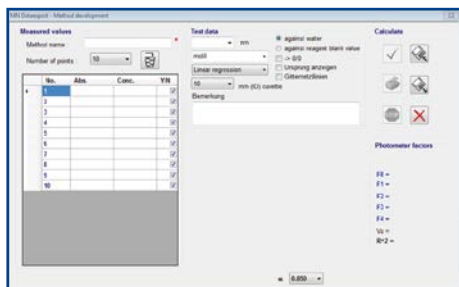 MN Dataexport - Method development
Measured values
Method name
*
Number of points
10
No. Abs. Conc. Y/N
1
2
3
4
5
6
7
8
9
10
Test data
nm
mol/l
Linear regression
10 mm (ID) cuvette
against water
against reagent blank value
-> 0/0
Ursprung anzeigen
Gitternetzlinien
Bemerkung
Calculate
Photometer factors
F0 =
F1 =
F2 =
F3 =
F4 =
R^2 =
0.050